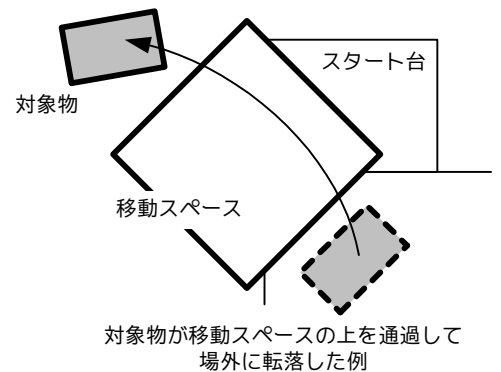 スタート台
対象物
移動スペース
対象物が移動スペースの上を通過して
場外に転落した例